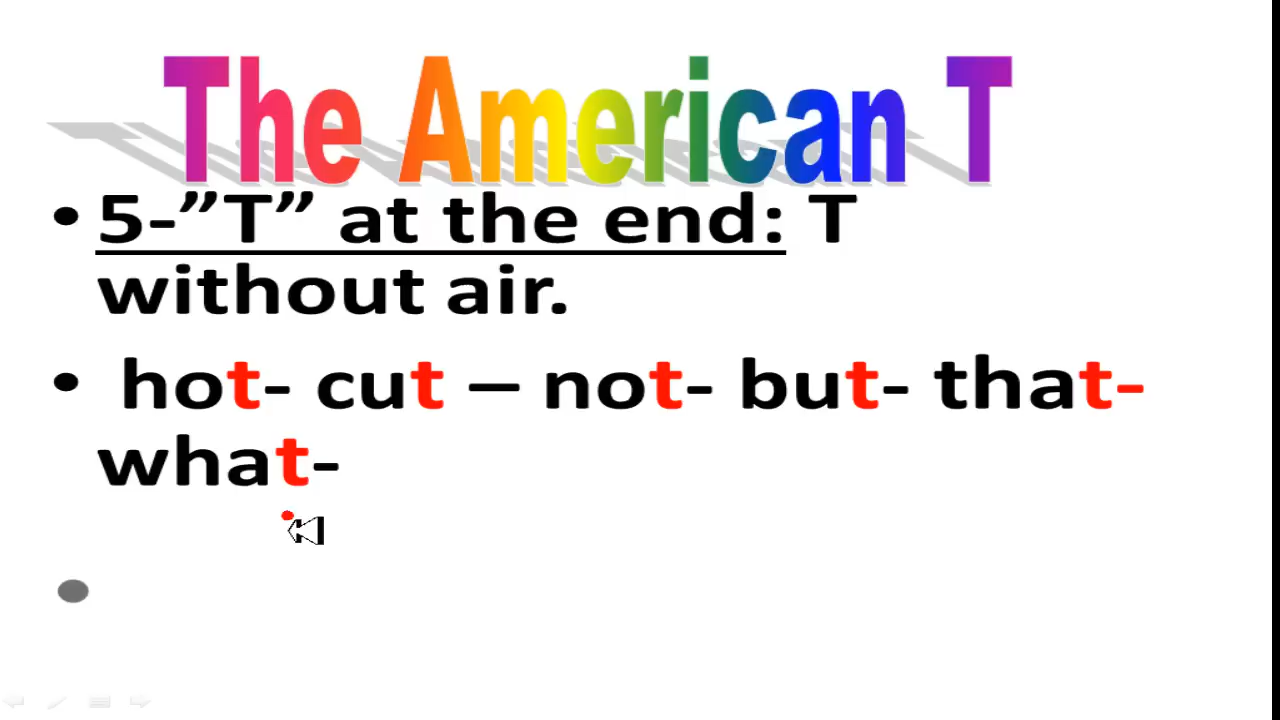 The American T
• 5-”T” at the end: T
without air.
• hot- cut – not- but- that-
what-
•